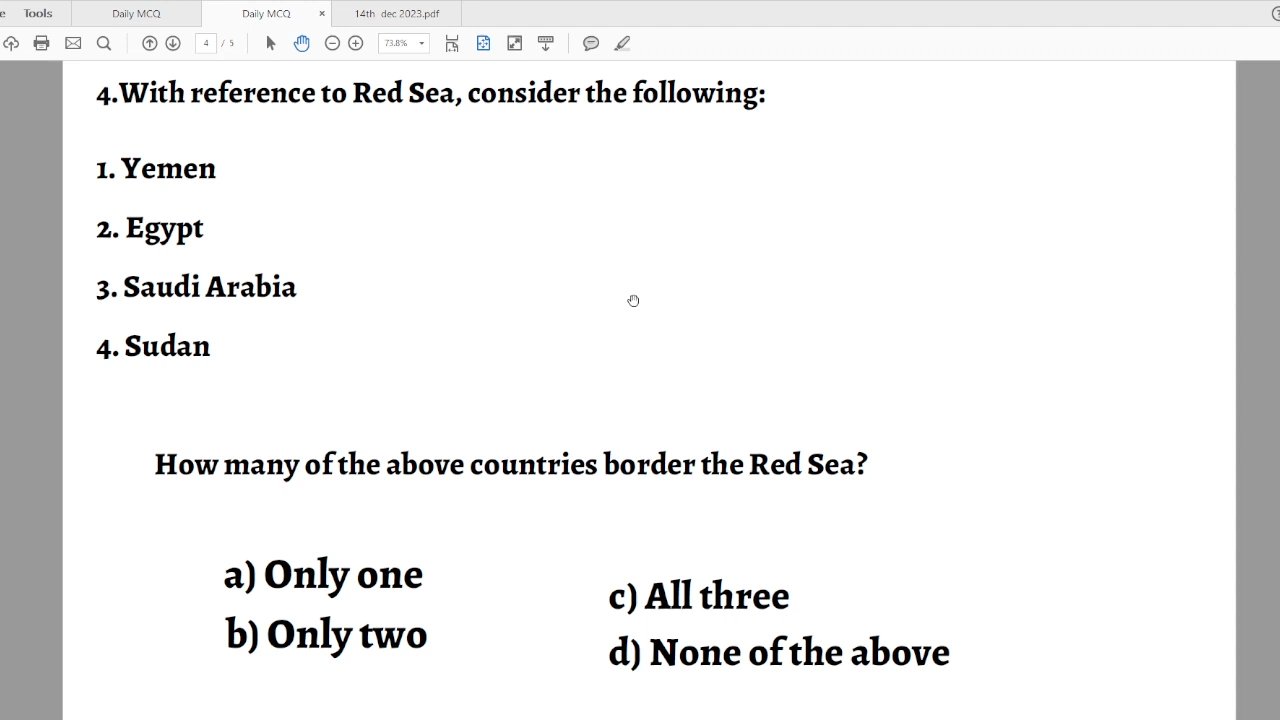 e Tools Daily MCQ Daily MCQ × 14th dec 2023.pdf
4 / 5 73.8%
4.With reference to Red Sea, consider the following:
1. Yemen
2. Egypt
3. Saudi Arabia
4. Sudan
How many of the above countries border the Red Sea?
a) Only one
b) Only two
c) All three
d) None of the above